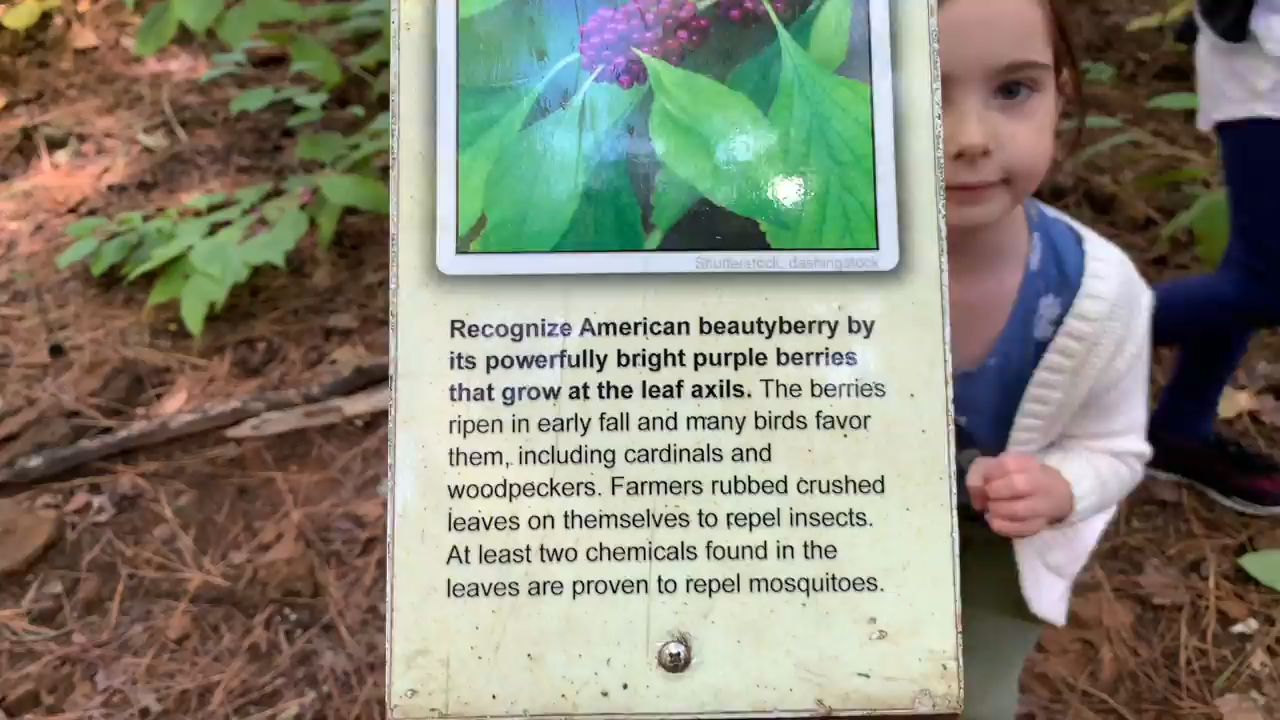 Shutterstock_dashingstock
Recognize American beautyberry by
its powerfully bright purple berries
that grow at the leaf axils. The berries
ripen in early fall and many birds favor
them, including cardinals and
woodpeckers. Farmers rubbed crushed
leaves on themselves to repel insects.
At least two chemicals found in the
leaves are proven to repel mosquitoes.